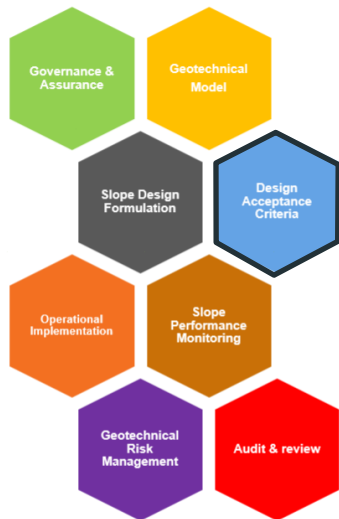 Governance &
Assurance
Geotechnical
Model
Slope Design
Formulation
Design
Acceptance
Criteria
Operational
Implementation
Slope
Performance
Monitoring
Geotechnical
Risk
Management
Audit & review